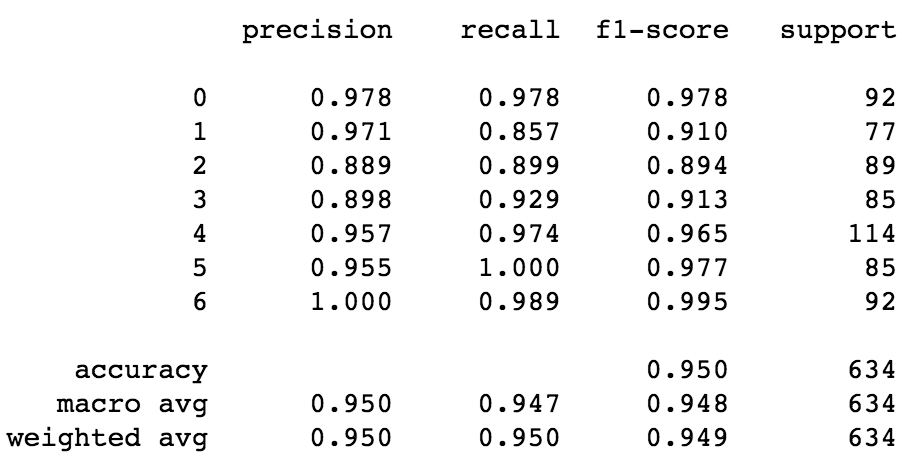 precision recall f1-score support
0 0.978 0.978 0.978 92
1 0.971 0.857 0.910 77
2 0.889 0.899 0.894 89
3 0.898 0.929 0.913 85
4 0.957 0.974 0.965 114
5 0.955 1.000 0.977 85
6 1.000 0.989 0.995 92
accuracy 0.950 634
macro avg 0.950 0.947 0.948 634
weighted avg 0.950 0.950 0.949 634